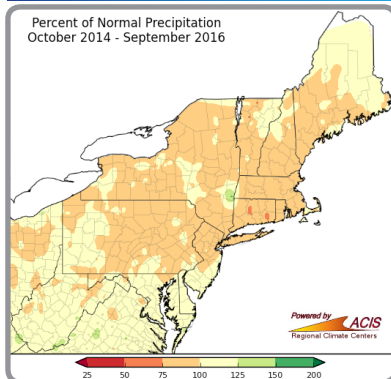 Percent of Normal Precipitation
October 2014 - September 2016
Powered by
ACIS
Regional Climate Centers
25 50 75 100 125 150 200